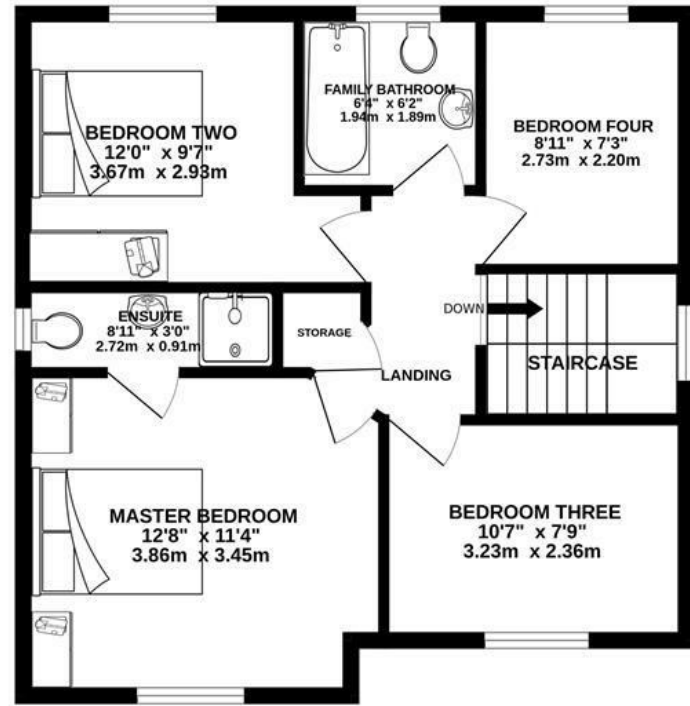 FAMILY BATHROOM
6'4" x 6'2"
1.94m x 1.89m
BEDROOM TWO
12'0" x 9'7"
3.67m x 2.93m
BEDROOM FOUR
8'11" x 7'3"
2.73m x 2.20m
ENSUITE
8'11" x 3'0"
2.72m x 0.91m
STORAGE
DOWN
LANDING
STAIRCASE
MASTER BEDROOM
12'8" x 11'4"
3.86m x 3.45m
BEDROOM THREE
10'7" x 7'9"
3.23m x 2.36m